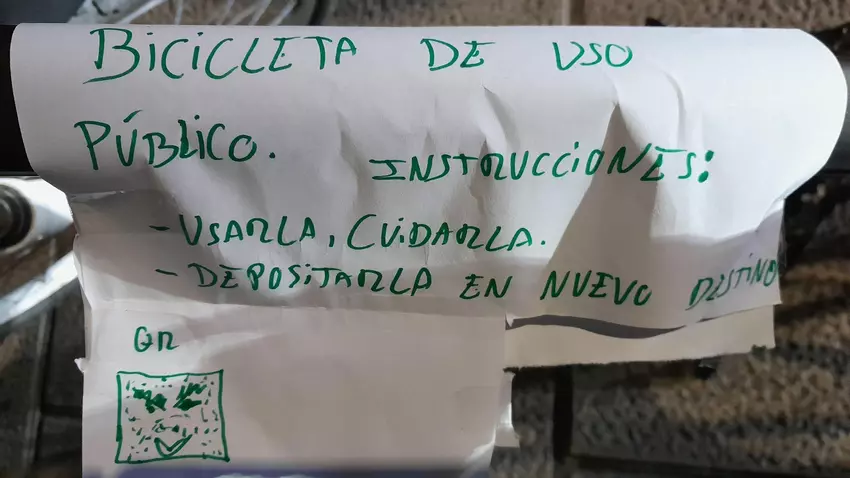 BICICLETA DE USO
PÚBLICO. INSTRUCCIONES:
- USARLA, CUIDARLA.
- DEPOSITARLA EN NUEVO DESTINO
QR